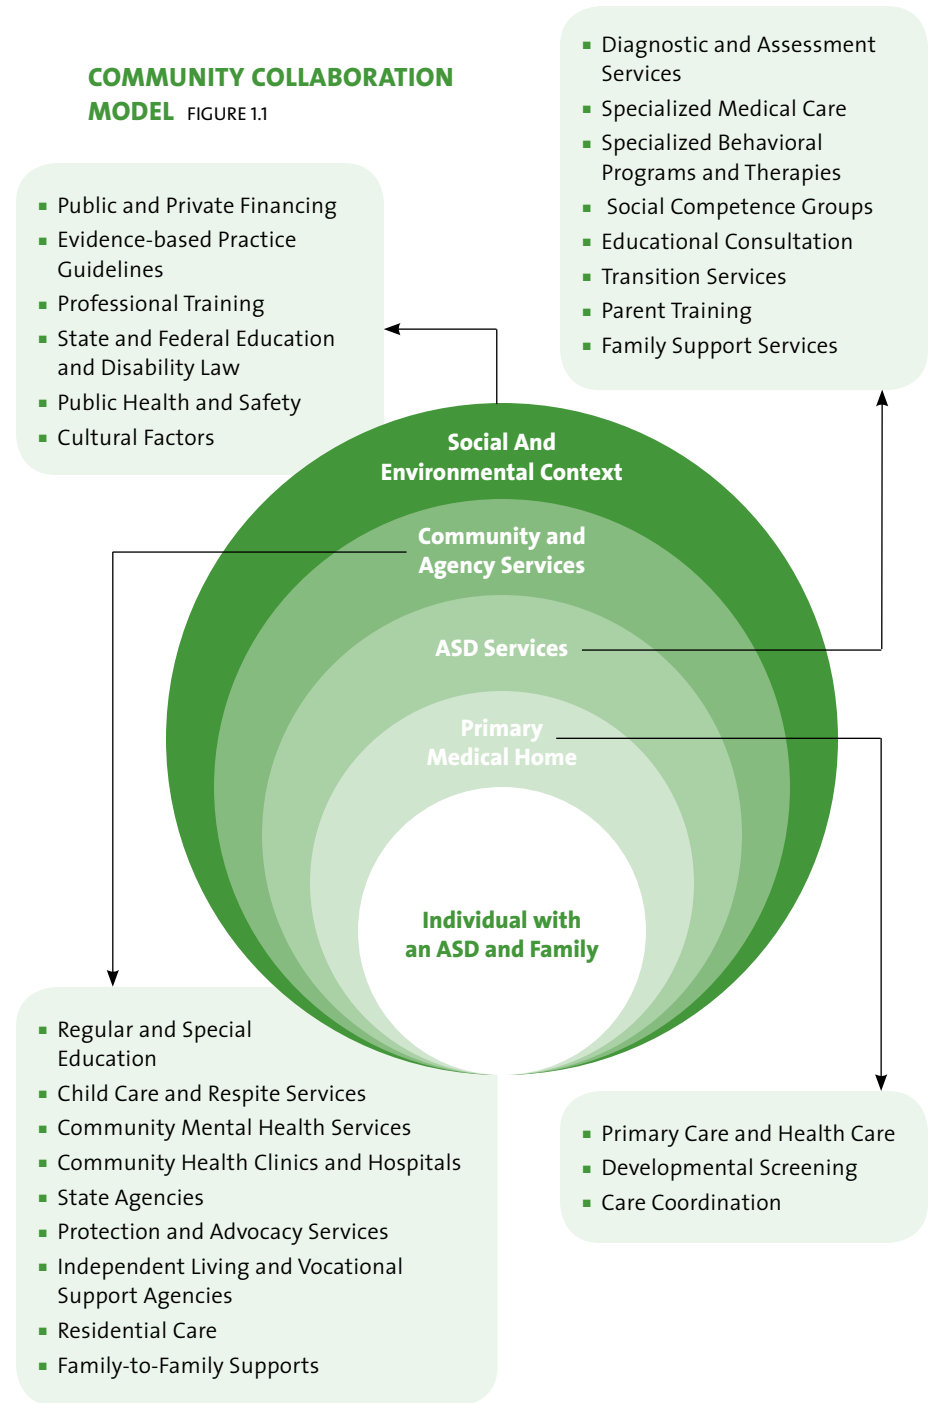 COMMUNITY COLLABORATION
MODEL FIGURE 1.1
▪ Public and Private Financing
▪ Evidence-based Practice
Guidelines
▪ Professional Training
▪ State and Federal Education
and Disability Law
▪ Public Health and Safety
▪ Cultural Factors
▪ Diagnostic and Assessment
Services
▪ Specialized Medical Care
▪ Specialized Behavioral
Programs and Therapies
▪ Social Competence Groups
▪ Educational Consultation
▪ Transition Services
▪ Parent Training
▪ Family Support Services
Social And
Environmental Context
Community and
Agency Services
ASD Services
Primary
Medical Home
Individual with
an ASD and Family
▪ Regular and Special
Education
▪ Child Care and Respite Services
▪ Community Mental Health Services
▪ Community Health Clinics and Hospitals
▪ State Agencies
▪ Protection and Advocacy Services
▪ Independent Living and Vocational
Support Agencies
▪ Residential Care
▪ Family-to-Family Supports
▪ Primary Care and Health Care
▪ Developmental Screening
▪ Care Coordination